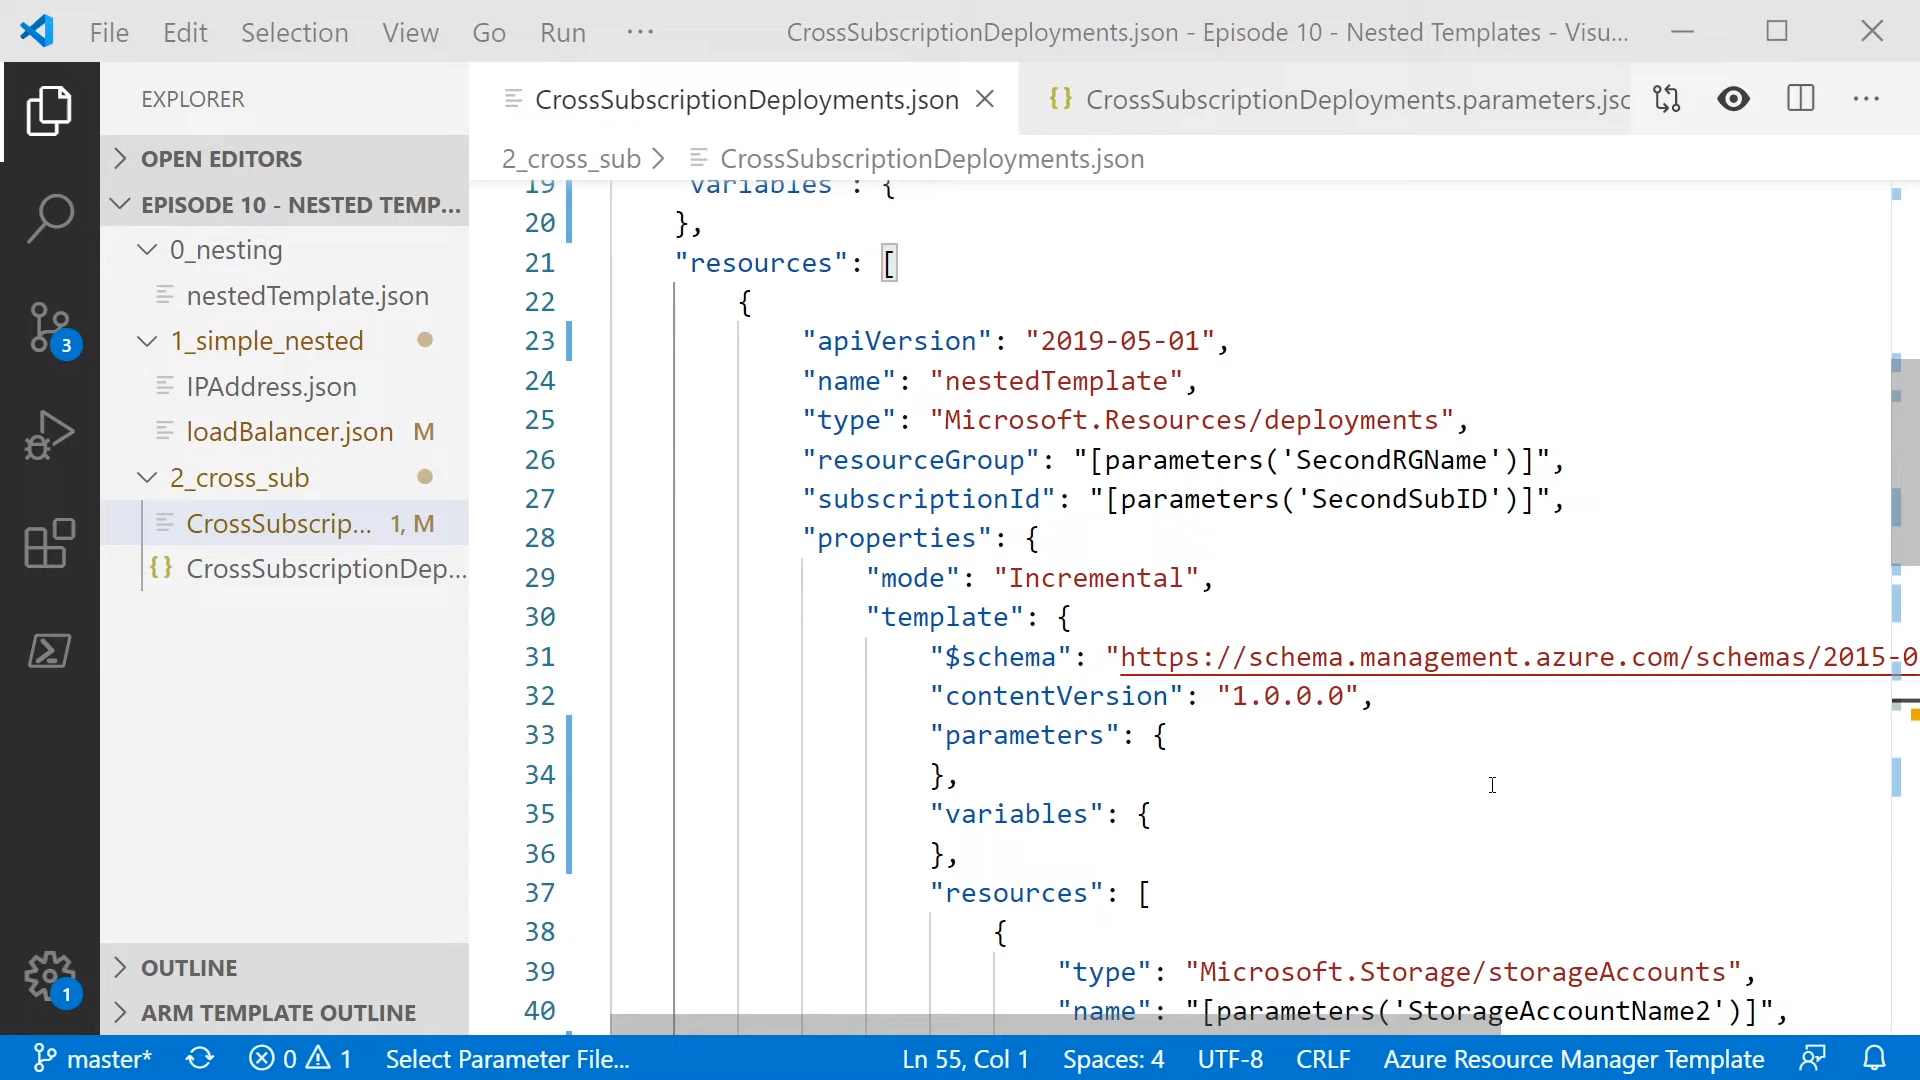 File Edit Selection View Go Run ··· CrossSubscriptionDeployments.json - Episode 10 - Nested Templates - Visu...
EXPLORER
CrossSubscriptionDeployments.json
{} CrossSubscriptionDeployments.parameters.jsc
OPEN EDITORS
2_cross_sub > CrossSubscriptionDeployments.json
EPISODE 10 - NESTED TEMP...
0_nesting
nestedTemplate.json
1_simple_nested
IPAddress.json
loadBalancer.json M
2_cross_sub
CrossSubscrip... 1, M
{} CrossSubscriptionDep...
OUTLINE
ARM TEMPLATE OUTLINE
3
1
19 "variables": {
20 },
21 "resources": [
22 {
23 "apiVersion": "2019-05-01",
24 "name": "nestedTemplate",
25 "type": "Microsoft.Resources/deployments",
26 "resourceGroup": "[parameters('SecondRGName')]",
27 "subscriptionId": "[parameters('SecondSubID')]",
28 "properties": {
29 "mode": "Incremental",
30 "template": {
31 "$schema": "https://schema.management.azure.com/schemas/2015-0
32 "contentVersion": "1.0.0.0",
33 "parameters": {
34 },
35 "variables": {
36 },
37 "resources": [
38 {
39 "type": "Microsoft.Storage/storageAccounts",
40 "name": "[parameters('StorageAccountName2')]",
master* 0 1 Select Parameter File... Ln 55, Col 1 Spaces: 4 UTF-8 CRLF Azure Resource Manager Template